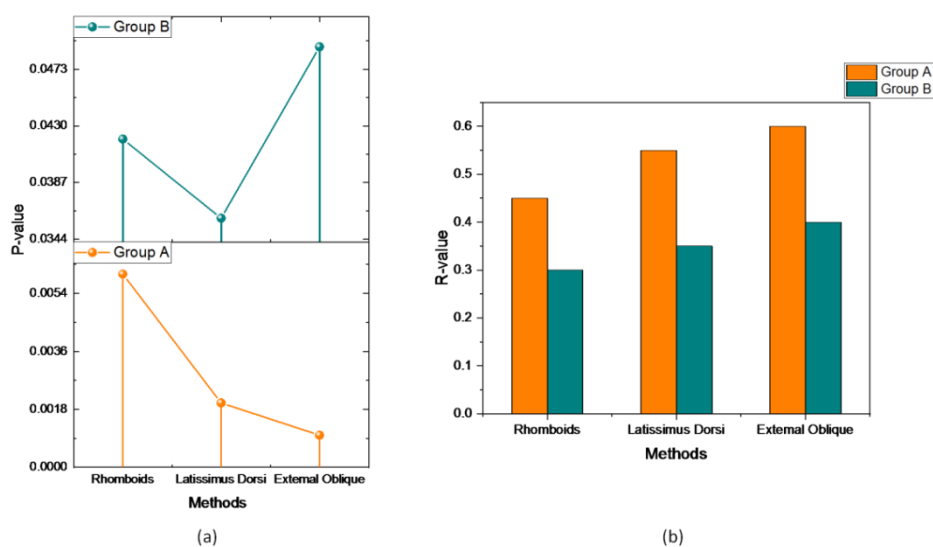 Group B
0.0473
0.0430
0.0387
0.0344
P-value
Group A
0.0054
0.0036
0.0018
0.0000
Rhomboids Latissimus Dorsi External Oblique
Methods
(a)
Group A
Group B
0.6
0.5
0.4
0.3
0.2
0.1
0.0
R-value
Rhomboids Latissimus Dorsi External Oblique
Methods
(b)